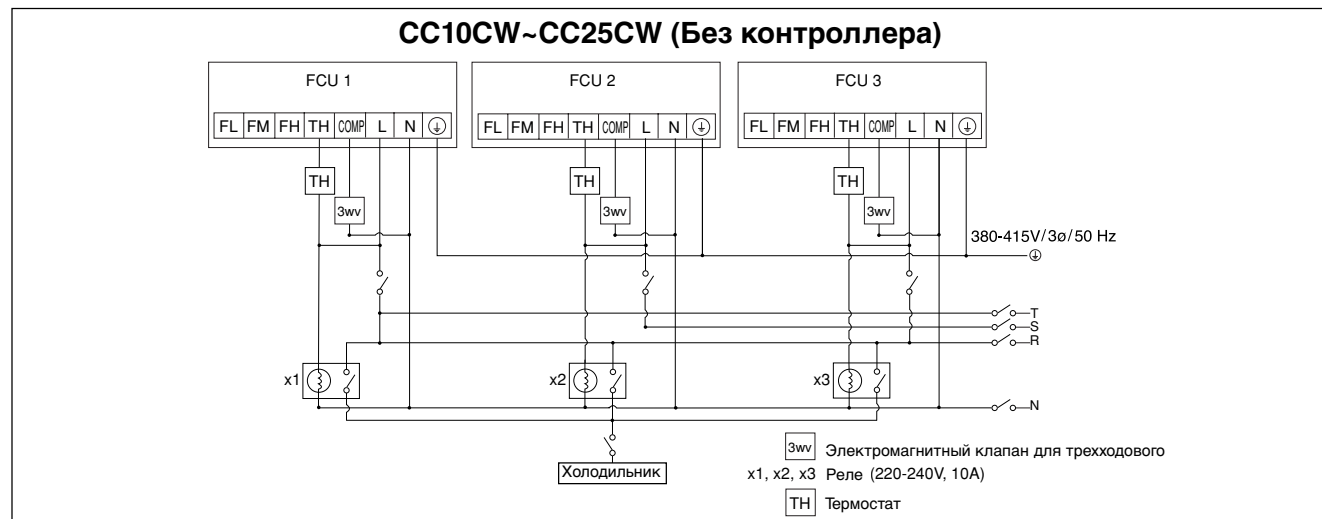 CC10CW~CC25CW (Без контроллера)
FCU 1
FCU 2
FCU 3
FL FM FH TH COMP L N
FL FM FH TH COMP L N
FL FM FH TH COMP L N
TH
TH
TH
3wv
3wv
3wv
380-415V/3ø/50 Hz
T
S
R
x1
x2
x3
N
3wv Электромагнитный клапан для трехходового
Холодильник
x1, x2, x3 Реле (220-240V, 10A)
TH Термостат